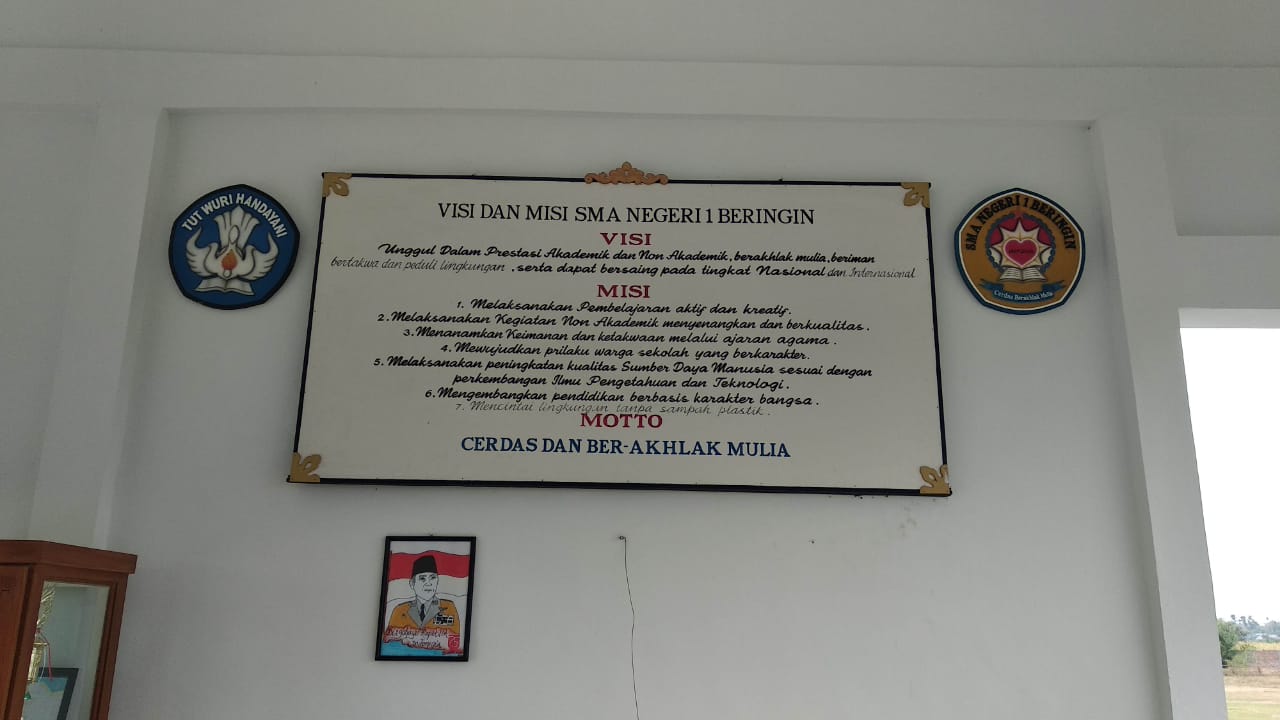 VISI DAN MISI SMA NEGERI 1 BERINGIN
VISI
Unggul Dalam Prestasi Akademik dan Non Akademik, berakhlak mulia, beriman
bertakwa dan peduli lingkungan , serta dapat bersaing pada tingkat Nasional dan Internasional
MISI
1. Melaksanakan Pembelajaran aktif dan kreatif.
2. Melaksanakan Kegiatan Non Akademik menyenangkan dan berkualitas.
3. Menanamkan Keimanan dan ketakwaan melalui ajaran agama.
4. Mewujudkan prilaku warga sekolah yang berkarakter.
5. Melaksanakan peningkatan kualitas Sumber Daya Manusia sesuai dengan
perkembangan Ilmu Pengetahuan dan Teknologi.
6. Mengembangkan pendidikan berbasis karakter bangsa.
7. Mencintai lingkungan tanpa sampah plastik.
MOTTO
CERDAS DAN BER-AKHLAK MULIA
TUT WURI HANDAYANI
SMA NEGERI 1 BERINGIN
Cerdas Berakhlak Mulia